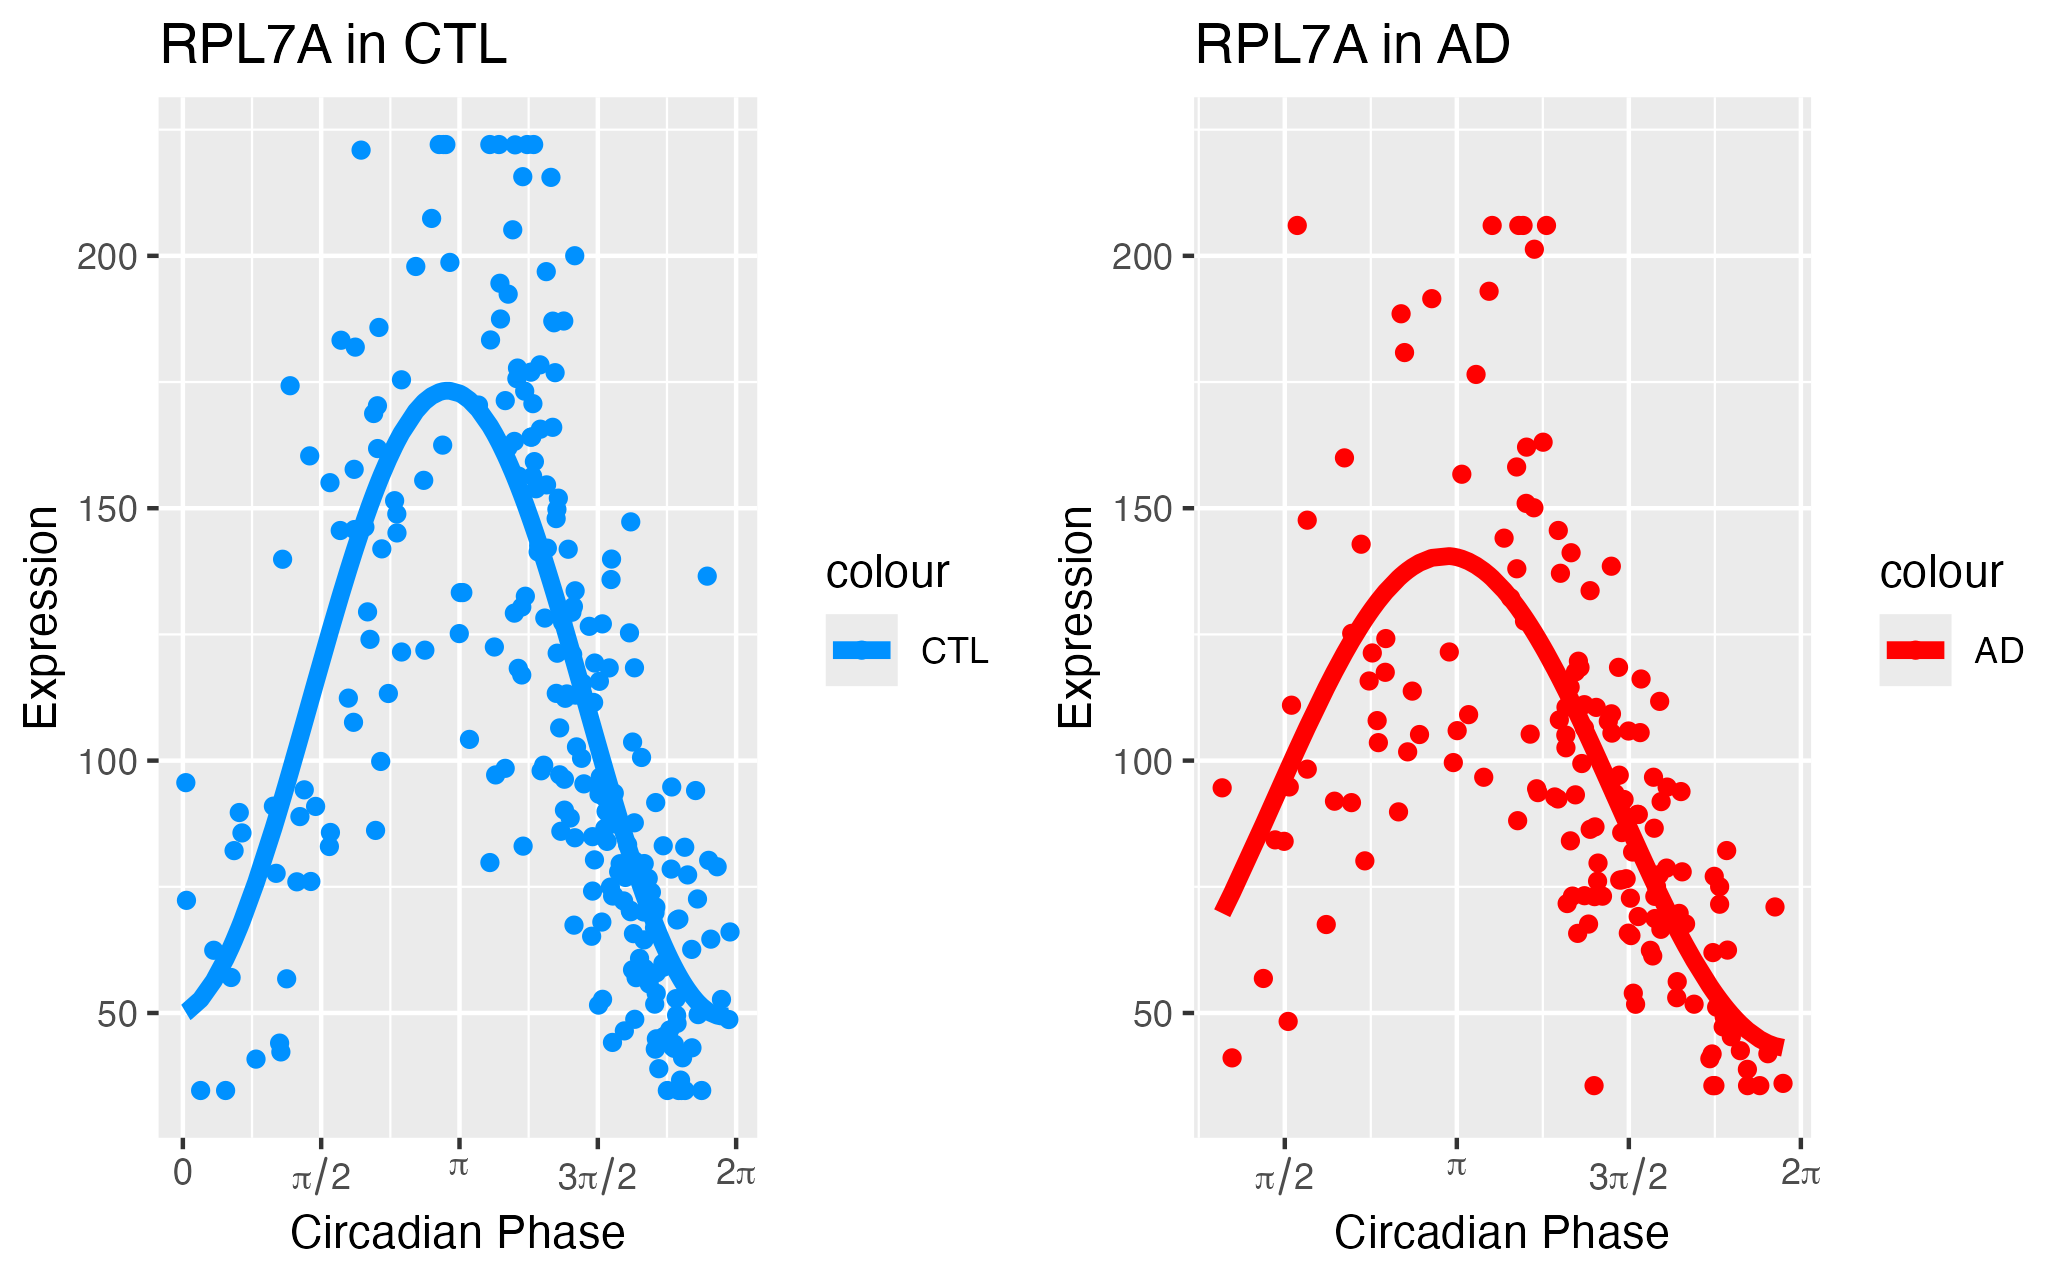 RPL7A in CTL
Expression
200
150
100
50
0
π/2
π
3π/2
2π
Circadian Phase
colour
CTL
RPL7A in AD
Expression
200
150
100
50
π/2
π
3π/2
2π
Circadian Phase
colour
AD